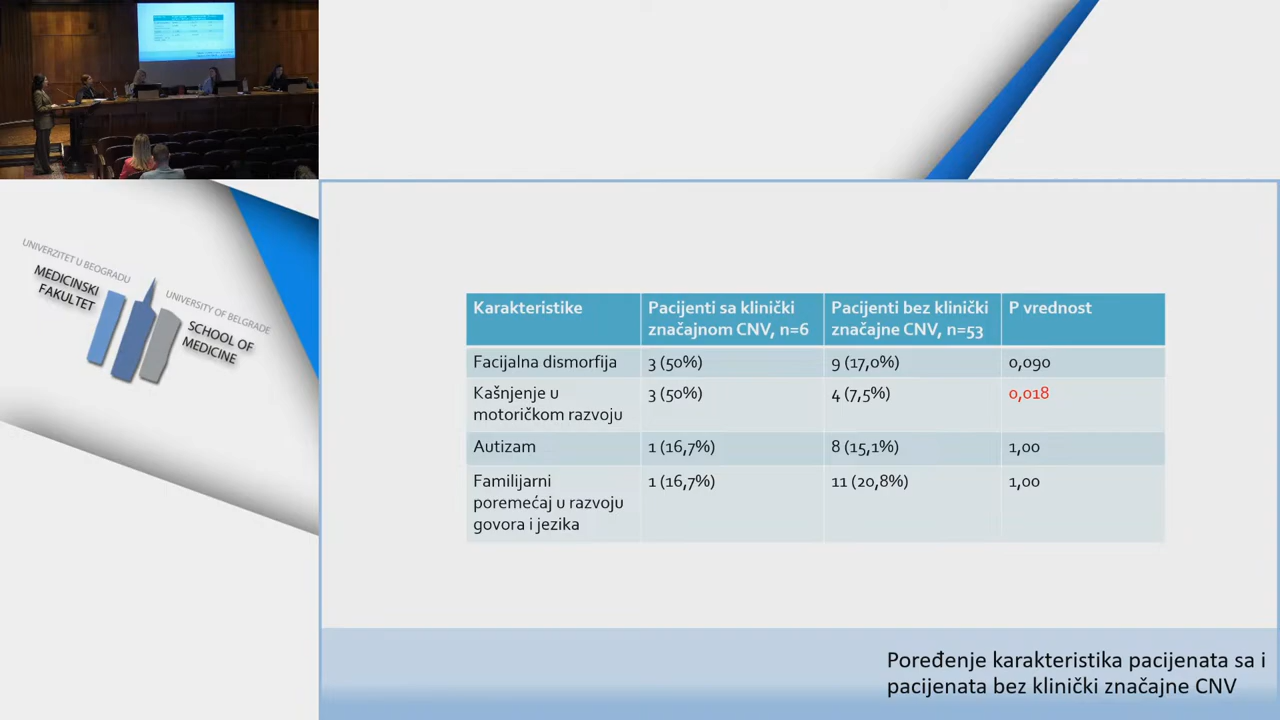 UNIVERZITET U BEOGRADU
MEDICINSKI
FAKULTET
UNIVERSITY OF BELGRADE
SCHOOL OF
MEDICINE
Karakteristike
Pacijenti sa klinički
značajnom CNV, n=6
Pacijenti bez klinički
značajne CNV, n=53
P vrednost
Facijalna dismorfija
3 (50%)
9 (17,0%)
0,090
Kašnjenje u
motoričkom razvoju
3 (50%)
4 (7,5%)
0,018
Autizam
1 (16,7%)
8 (15,1%)
1,00
Familijarni
poremećaj u razvoju
govora i jezika
1 (16,7%)
11 (20,8%)
1,00
Poređenje karakteristika pacijenata sa i
pacijenata bez klinički značajne CNV